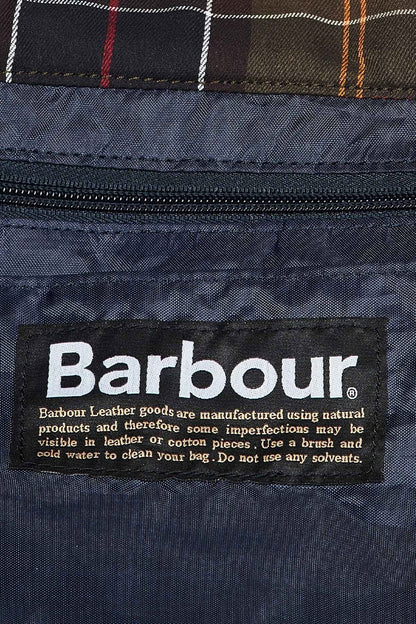 Barbour®
Barbour Leather goods are manufactured using natural
products and therefore some imperfections may be
visible in leather or cotton pieces. Use a brush and
cold water to clean your bag. Do not use any solvents.